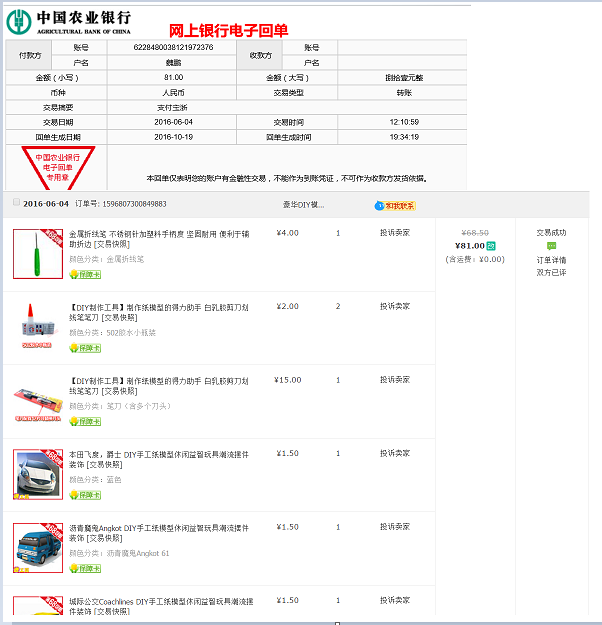 中国农业银行
AGRICULTURAL BANK OF CHINA
网上银行电子回单
付款方 账号 6228480038121972376 收款方 账号
户名 魏鹏 户名
金额（小写） 81.00 金额（大写） 捌拾壹元整
币种 人民币 交易类型 转账
交易摘要 支付宝浙
交易日期 2016-06-04 交易时间 12:10:59
回单生成日期 2016-10-19 回单生成时间 19:34:19
中国农业银行
电子回单
专用章
本回单仅表明您的账户有金融性交易，不能作为到账凭证，不可作为收款方发货依据。
2016-06-04 订单号: 1596807300849883 豪华DIY模... 和我联系
金属折线笔 不锈钢针加塑料手柄度 坚固耐用 便利于辅助折边 [交易快照]
颜色分类：金属折线笔
保障卡
¥4.00 1 投诉卖家
¥68.50
¥81.00
(含运费：¥0.00)
交易成功
订单详情
双方已评
【DIY制作工具】制作纸模型的得力助手 白乳胶剪刀划
线笔笔刀 [交易快照]
颜色分类：502胶水小瓶装
保障卡
¥2.00 2 投诉卖家
【DIY制作工具】制作纸模型的得力助手 白乳胶剪刀划
线笔笔刀 [交易快照]
颜色分类：笔刀（含多个刀头）
保障卡
¥15.00 1 投诉卖家
本田飞度，爵士 DIY手工纸模型休闲益智玩具潮流摆件
装饰 [交易快照]
颜色分类：蓝色
保障卡
¥1.50 1 投诉卖家
沥青魔鬼Angkot DIY手工纸模型休闲益智玩具潮流摆件
装饰 [交易快照]
颜色分类：沥青魔鬼Angkot 61
保障卡
¥1.50 1 投诉卖家
城际公交Coachlines DIY手工纸模型休闲益智玩具潮流摆
件装饰 [交易快照]
¥1.50 1 投诉卖家